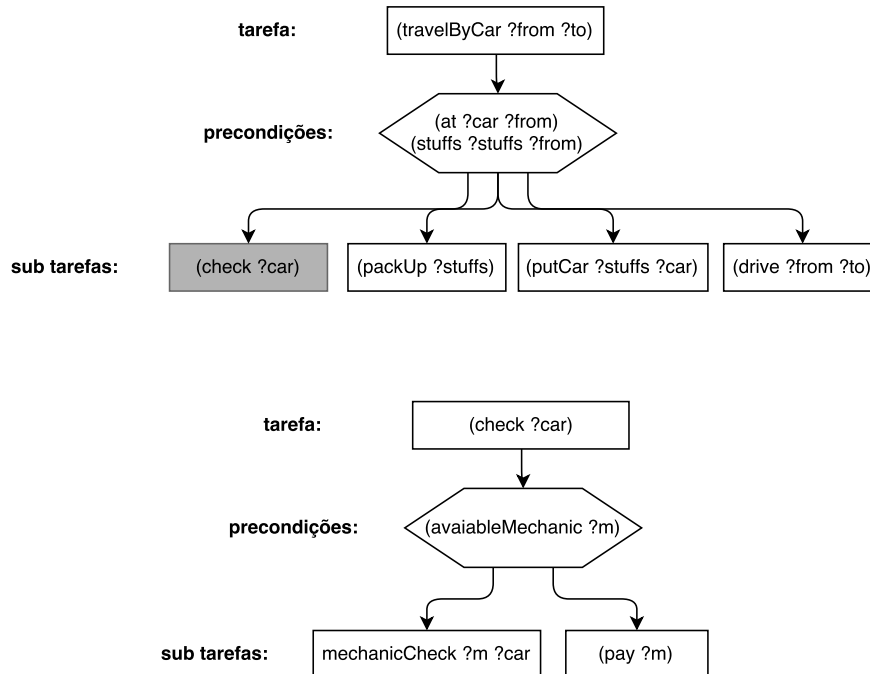 tarefa: (travelByCar ?from ?to)
precondições: (at ?car ?from)
(stuffs ?stuffs ?from)
sub tarefas: (check ?car) (packUp ?stuffs) (putCar ?stuffs ?car) (drive ?from ?to)
tarefa: (check ?car)
precondições: (avaiableMechanic ?m)
sub tarefas: mechanicCheck ?m ?car (pay ?m)